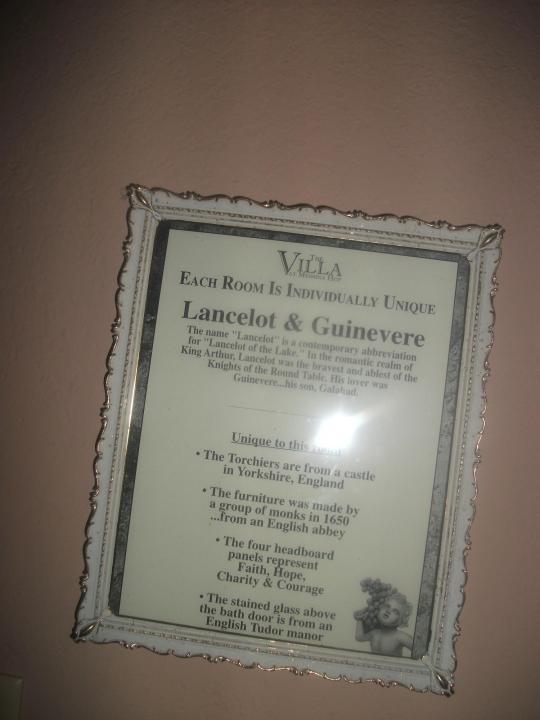 The
VILLA
AT MESSINA HOF
EACH ROOM IS INDIVIDUALLY UNIQUE
Lancelot & Guinevere
The name "Lancelot" is a contemporary abbreviation
for "Lancelot of the Lake." In the romantic realm of
King Arthur, Lancelot was the bravest and ablest of the
Knights of the Round Table. His lover was
Guinevere...his son, Galahad.
Unique to this
• The Torchiers are from a castle
in Yorkshire, England
• The furniture was made by
a group of monks in 1650
...from an English abbey
• The four headboard
panels represent
Faith, Hope,
Charity & Courage
• The stained glass above
the bath door is from an
English Tudor manor